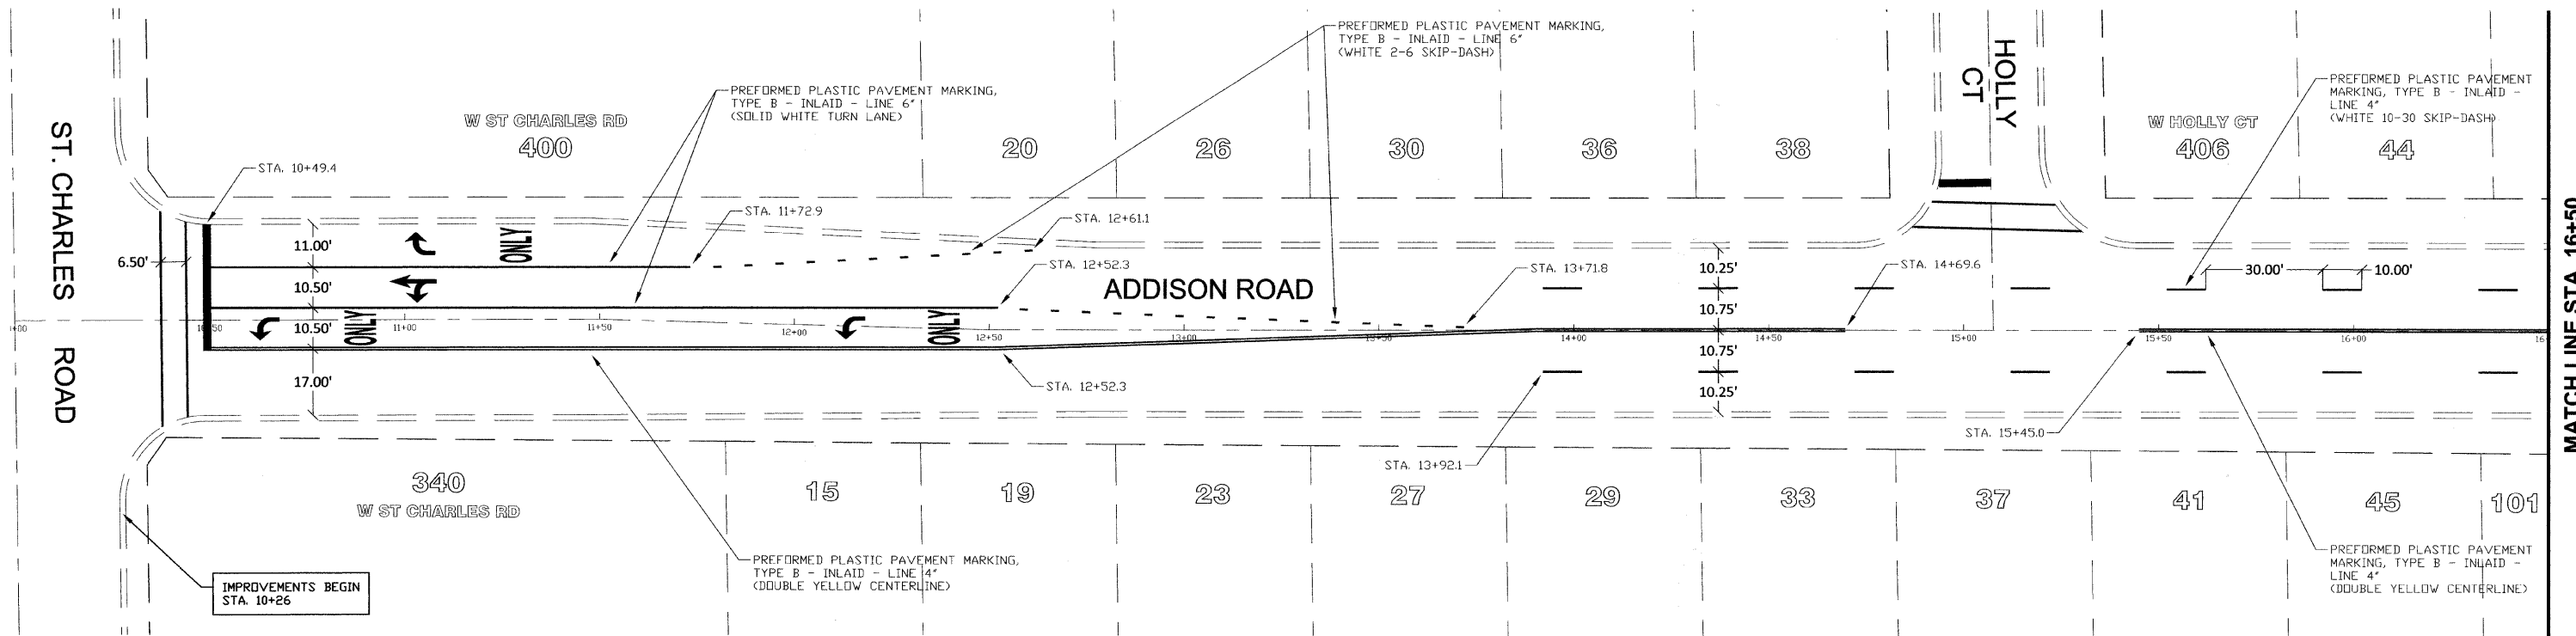 ST. CHARLES ROAD
W ST CHARLES RD
400
20
26
30
36
38
HOLLY
CT
W HOLLY CT
406
44
PREFORMED PLASTIC PAVEMENT MARKING,
TYPE B - INLAID - LINE 6"
(SOLID WHITE TURN LANE)
PREFORMED PLASTIC PAVEMENT MARKING,
TYPE B - INLAID - LINE 6"
(WHITE 2-6 SKIP-DASH)
PREFORMED PLASTIC PAVEMENT
MARKING, TYPE B - INLAID -
LINE 4"
(WHITE 10-30 SKIP-DASH)
STA. 10+49.4
STA. 11+72.9
STA. 12+61.1
STA. 12+52.3
STA. 13+71.8
STA. 14+69.6
6.50'
11.00'
10.50'
10.50'
17.00'
ONLY
ONLY
ONLY
ADDISON ROAD
10.25'
10.75'
10.75'
10.25'
30.00'
10.00'
11+00
11+50
12+00
12+50
13+00
13+50
14+00
14+50
15+00
15+50
16+00
STA. 12+52.3
STA. 13+92.1
STA. 15+45.0
MATCH LINE STA. 16+50
340
W ST CHARLES RD
15
19
23
27
29
33
37
41
45
101
IMPROVEMENTS BEGIN
STA. 10+26
PREFORMED PLASTIC PAVEMENT MARKING,
TYPE B - INLAID - LINE 4"
(DOUBLE YELLOW CENTERLINE)
PREFORMED PLASTIC PAVEMENT
MARKING, TYPE B - INLAID -
LINE 4"
(DOUBLE YELLOW CENTERLINE)